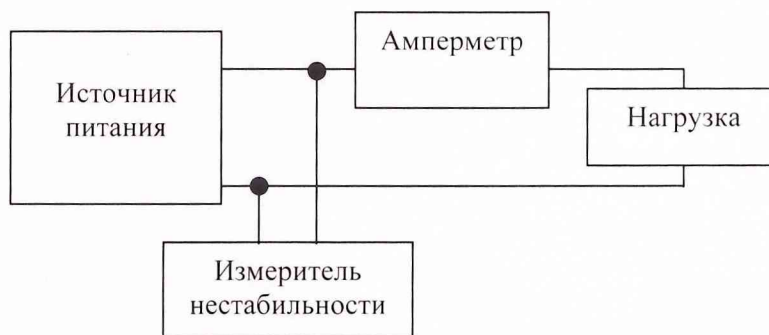 Амперметр
Источник
питания
Нагрузка
Измеритель
нестабильности